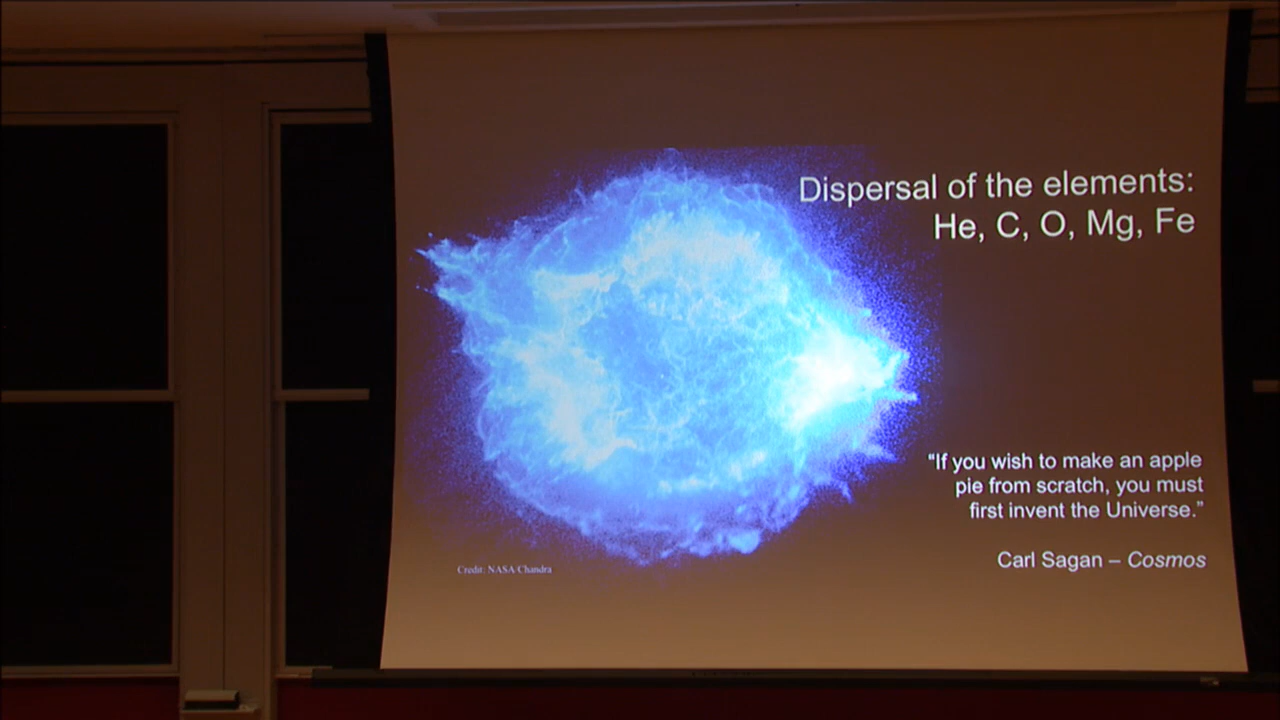 Dispersal of the elements:
He, C, O, Mg, Fe
“If you wish to make an apple
pie from scratch, you must
first invent the Universe.”
Carl Sagan – Cosmos
Credit: NASA/Chandra